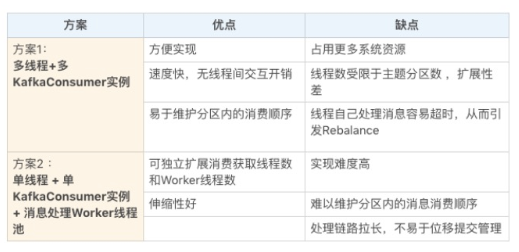 方案 优点 缺点
方案1： 方便实现 占用更多系统资源
多线程+多
KafkaConsumer实例
速度快，无线程间交互开销 线程数受限于主题分区数，扩展性
差
易于维护分区内的消费顺序 线程自己处理消息容易超时，从而引
发Rebalance
方案2： 可独立扩展消费获取线程数 实现难度高
单线程 + 单 和Worker线程数
KafkaConsumer实例
+ 消息处理Worker线程
池
伸缩性好 难以维护分区内的消息消费顺序
处理链路拉长，不易于位移提交管理